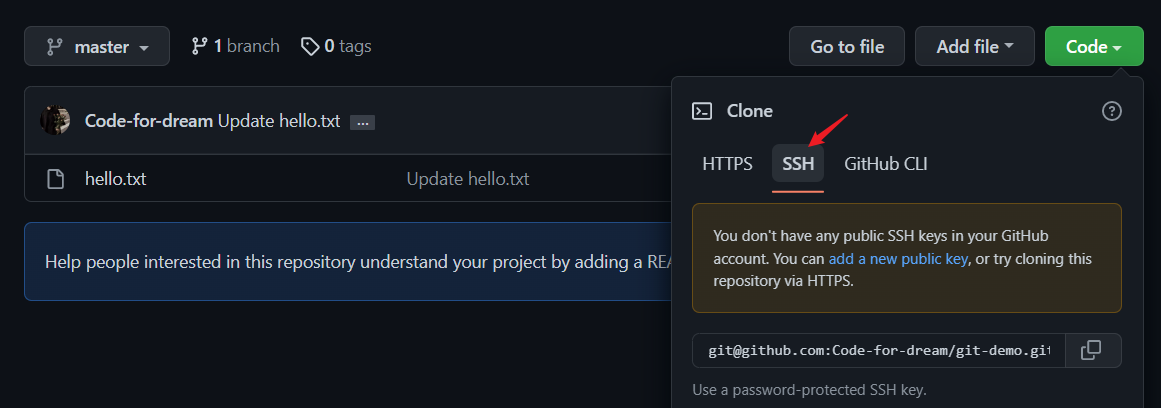 master
1 branch
0 tags
Go to file
Add file
Code
Code-for-dream Update hello.txt ...
hello.txt
Update hello.txt
Help people interested in this repository understand your project by adding a REA
Clone
HTTPS
SSH
GitHub CLI
You don't have any public SSH keys in your GitHub
account. You can add a new public key, or try cloning this
repository via HTTPS.
git@github.com:Code-for-dream/git-demo.git
Use a password-protected SSH key.